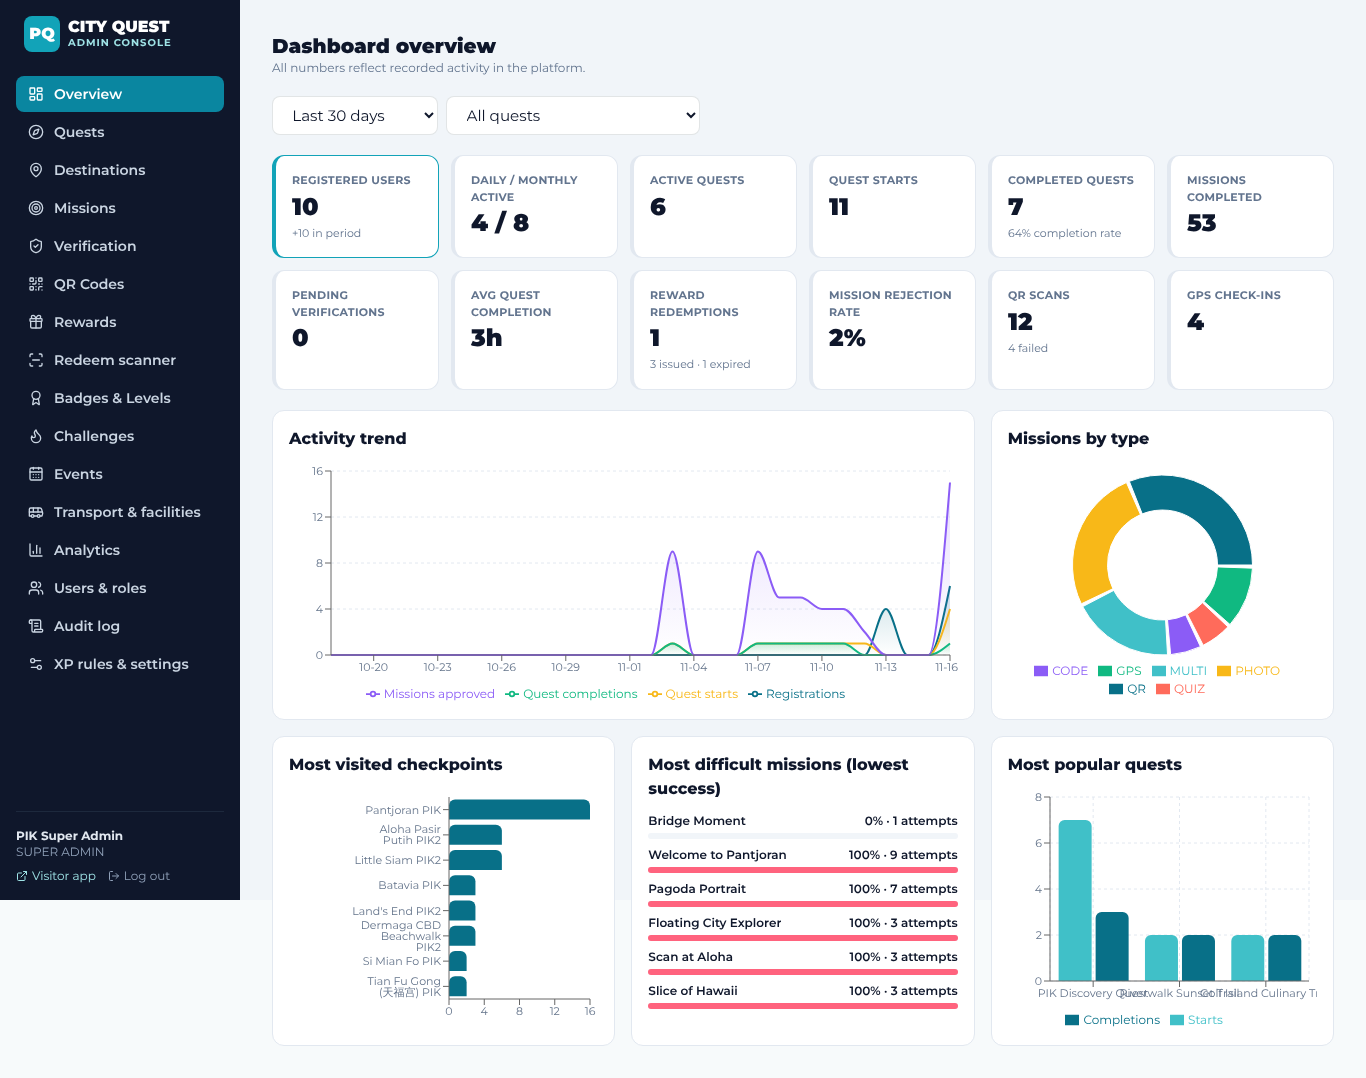 PQ
CITY QUEST
ADMIN CONSOLE
Overview
Quests
Destinations
Missions
Verification
QR Codes
Rewards
Redeem scanner
Badges & Levels
Challenges
Events
Transport & facilities
Analytics
Users & roles
Audit log
XP rules & settings
PIK Super Admin
SUPER ADMIN
Visitor app Log out
Dashboard overview
All numbers reflect recorded activity in the platform.
Last 30 days All quests
REGISTERED USERS
10
+10 in period
DAILY / MONTHLY
ACTIVE
4 / 8
ACTIVE QUESTS
6
QUEST STARTS
11
COMPLETED QUESTS
7
64% completion rate
MISSIONS
COMPLETED
53
PENDING
VERIFICATIONS
0
AVG QUEST
COMPLETION
3h
REWARD
REDEMPTIONS
1
3 issued · 1 expired
MISSION REJECTION
RATE
2%
QR SCANS
12
4 failed
GPS CHECK-INS
4
Activity trend
16
12
8
4
0
10-20 10-23 10-26 10-29 11-01 11-04 11-07 11-10 11-13 11-16
Missions approved Quest completions Quest starts Registrations
Missions by type
CODE GPS MULTI PHOTO
QR QUIZ
Most visited checkpoints
Pantjoran PIK
Aloha Pasir
Putih PIK2
Little Siam PIK2
Batavia PIK
Land's End PIK2
Dermaga CBD
Beachwalk
PIK2
Si Mian Fo PIK
Tian Fu Gong
(天福宫) PIK
0 4 8 12 16
Most difficult missions (lowest
success)
Bridge Moment 0% · 1 attempts
Welcome to Pantjoran 100% · 9 attempts
Pagoda Portrait 100% · 7 attempts
Floating City Explorer 100% · 3 attempts
Scan at Aloha 100% · 3 attempts
Slice of Hawaii 100% · 3 attempts
Most popular quests
8
6
4
2
0
PIK Discovery Sunset Island Culinary
Completions Starts